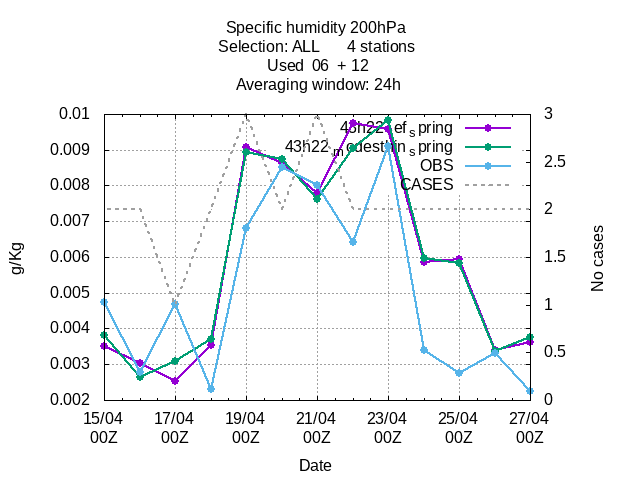 Specific humidity 200hPa
Selection: ALL 4 stations
Used 06 + 12
Averaging window: 24h
0.01
0.009
0.008
0.007
0.006
0.005
0.004
0.003
0.002
g/Kg
3
2.5
2
1.5
1
0.5
0
No cases
OBS
CASES
15/04 17/04 19/04 21/04 23/04 25/04 27/04
00Z 00Z 00Z 00Z 00Z 00Z 00Z
Date